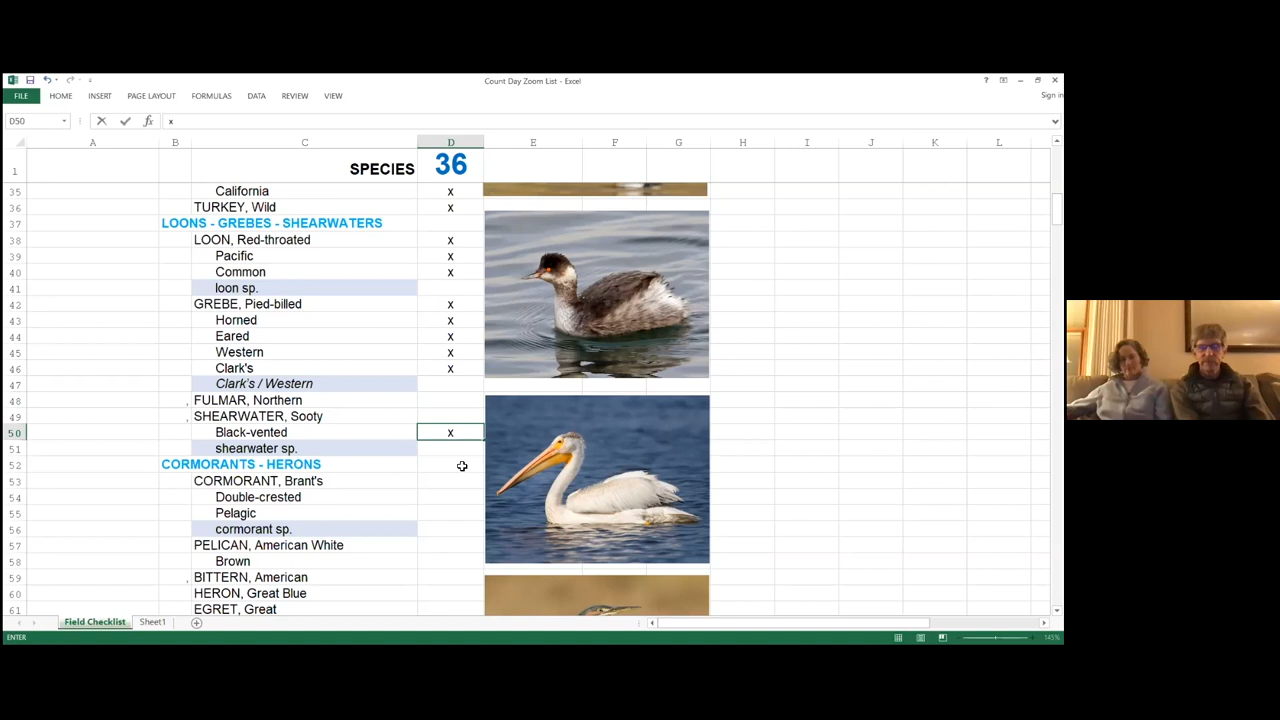 Count Day Zoom List - Excel
?
FILE HOME INSERT PAGE LAYOUT FORMULAS DATA REVIEW VIEW Sign in
D50 fx x
A B C D E F G H I J K L
1 SPECIES 36
35 California x
36 TURKEY, Wild x
37 LOONS - GREBES - SHEARWATERS
38 LOON, Red-throated x
39 Pacific x
40 Common x
41 loon sp.
42 GREBE, Pied-billed x
43 Horned x
44 Eared x
45 Western x
46 Clark's x
47 Clark's / Western
48 , FULMAR, Northern
49 , SHEARWATER, Sooty
50 Black-vented x
51 shearwater sp.
52 CORMORANTS - HERONS
53 CORMORANT, Brant's
54 Double-crested
55 Pelagic
56 cormorant sp.
57 PELICAN, American White
58 Brown
59 , BITTERN, American
60 HERON, Great Blue
61 EGRET, Great
Field Checklist Sheet1
ENTER 145%